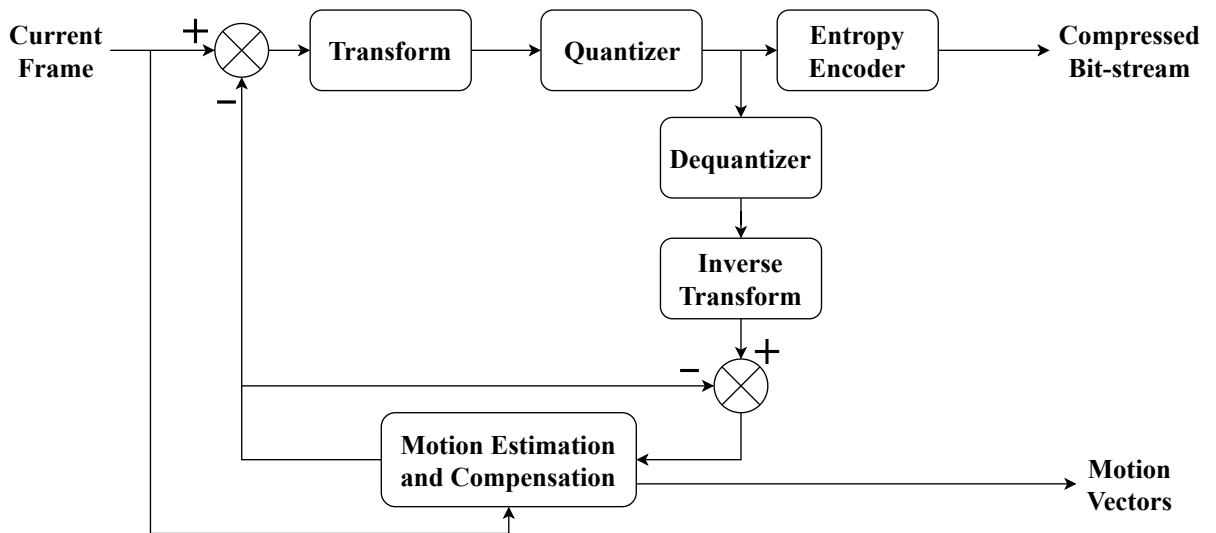 Current
Frame
+
−
Transform
Quantizer
Entropy
Encoder
Compressed
Bit-stream
Dequantizer
Inverse
Transform
+
−
Motion Estimation
and Compensation
Motion
Vectors